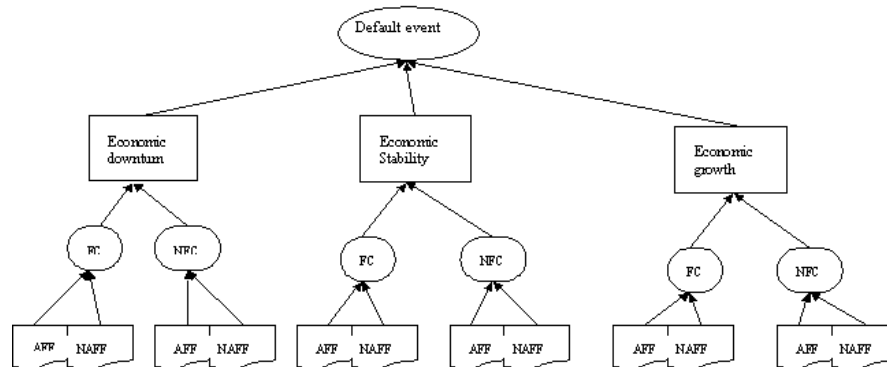 Default event
Economic
downturn
Economic
Stability
Economic
growth
FC
NFC
FC
NFC
FC
NFC
AFF NAFF
AFF NAFF
AFF NAFF
AFF NAFF
AFF NAFF
AFF NAFF